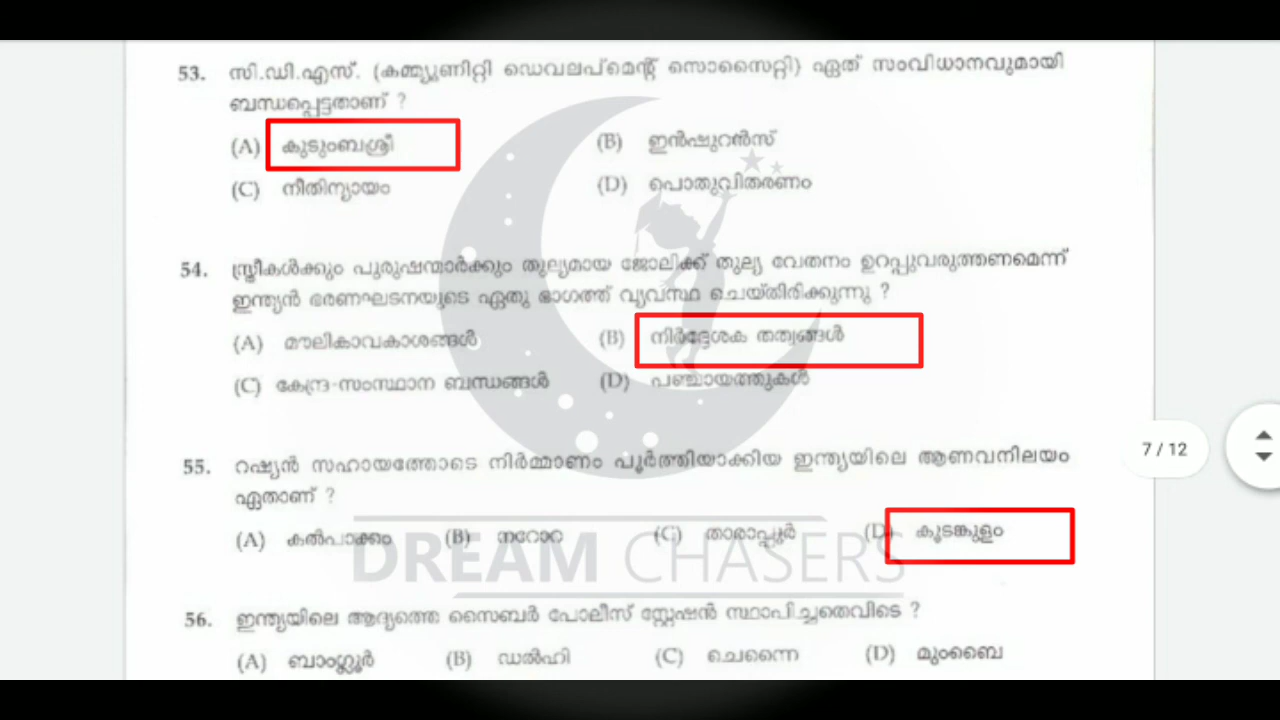 53. സി.ഡി.എസ്. (കമ്മ്യൂണിറ്റി ഡെവലപ്മെന്റ് സൊസൈറ്റി) ഏത് സംവിധാനവുമായി
ബന്ധപ്പെട്ടതാണ് ?
(A) കുടുംബശ്രീ (B) ഇൻഷുറൻസ്
(C) നീതിന്യായം (D) പൊതുവിതരണം
54. സ്ത്രീകൾക്കും പുരുഷന്മാർക്കും തുല്യമായ ജോലിക്ക് തുല്യ വേതനം ഉറപ്പുവരുത്തണമെന്ന്
ഇന്ത്യൻ ഭരണഘടനയുടെ ഏതു ഭാഗത്ത് വ്യവസ്ഥ ചെയ്തിരിക്കുന്നു ?
(A) മൗലികാവകാശങ്ങൾ (B) നിർദ്ദേശക തത്വങ്ങൾ
(C) കേന്ദ്ര-സംസ്ഥാന ബന്ധങ്ങൾ (D) പഞ്ചായത്തുകൾ
7 / 12
55. റഷ്യൻ സഹായത്തോടെ നിർമ്മാണം പൂർത്തിയാക്കിയ ഇന്ത്യയിലെ ആണവനിലയം
ഏതാണ് ?
(A) കൽപാക്കം (B) നറോറ (C) താരാപ്പൂർ (D) കൂടങ്കുളം
DREAM CHASERS
56. ഇന്ത്യയിലെ ആദ്യത്തെ സൈബർ പോലീസ് സ്റ്റേഷൻ സ്ഥാപിച്ചതെവിടെ ?
(A) ബാംഗ്ലൂർ (B) ഡൽഹി (C) ചെന്നൈ (D) മുംബൈ